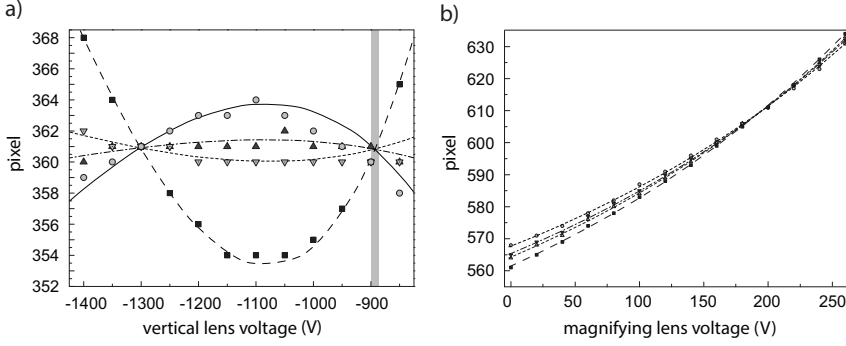 a)
368
366
364
362
360
358
356
354
352
pixel
-1400 -1300 -1200 -1100 -1000 -900
vertical lens voltage (V)
b)
630
620
610
600
590
580
570
560
pixel
0 50 100 150 200 250
magnifying lens voltage (V)